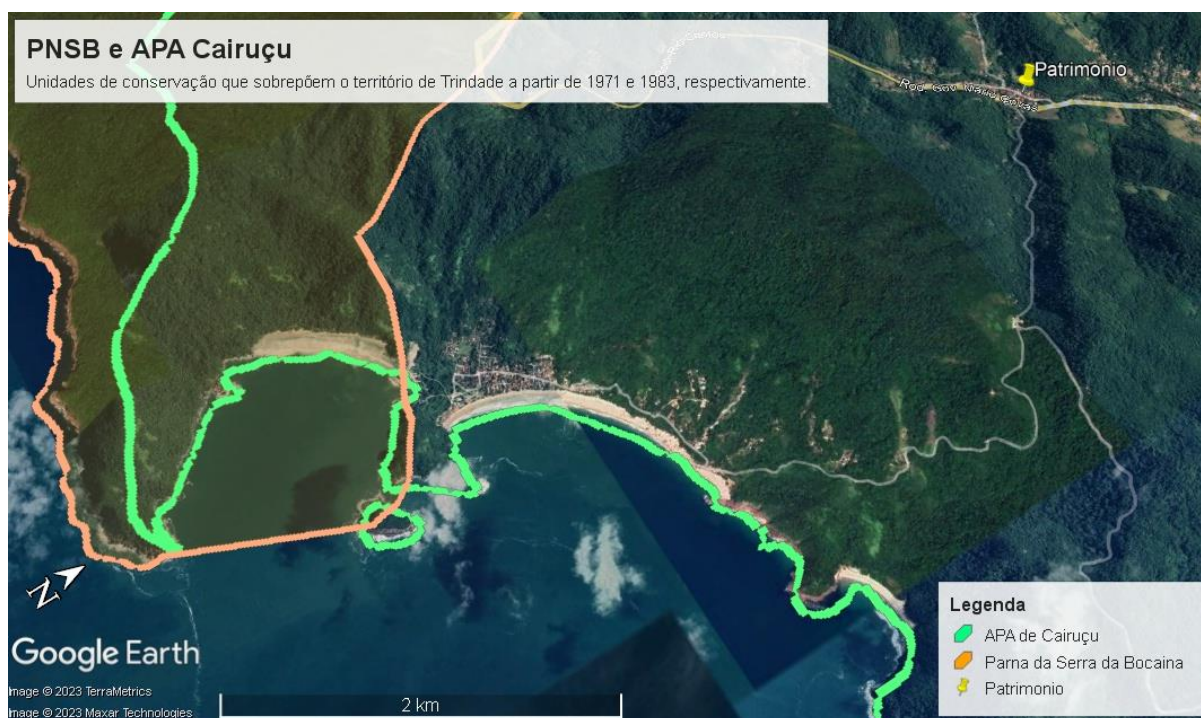 PNSB e APA Cairuçu
Unidades de conservação que sobrepõem o território de Trindade a partir de 1971 e 1983, respectivamente.
Patrimonio
N
Google Earth
Image © 2023 TerraMetrics
Image © 2023 Maxar Technologies
2 km
Legenda
APA de Cairuçu
Parna da Serra da Bocaina
Patrimonio